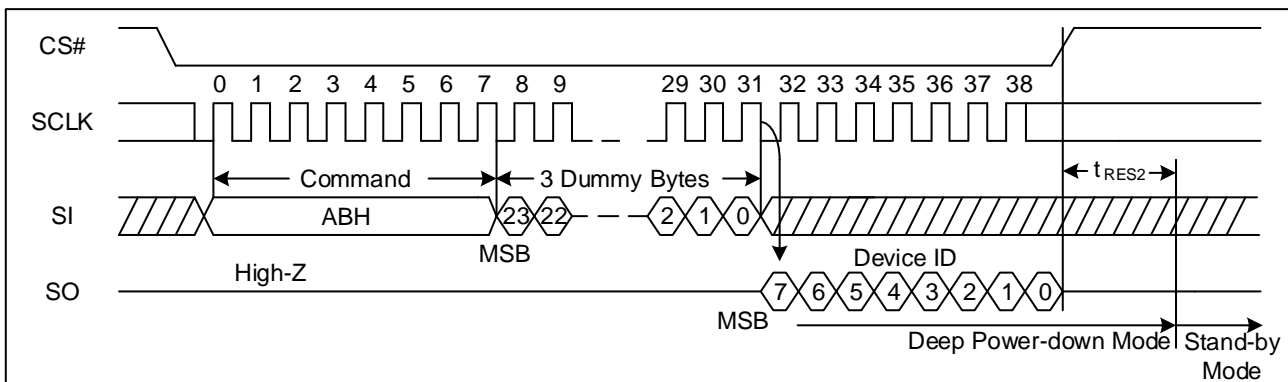 CS#
0 1 2 3 4 5 6 7 8 9 29 30 31 32 33 34 35 36 37 38
SCLK
Command 3 Dummy Bytes tRES2
SI ABH 23 22 2 1 0
MSB
High-Z Device ID
SO 7 6 5 4 3 2 1 0
MSB
Deep Power-down Mode Stand-by
Mode